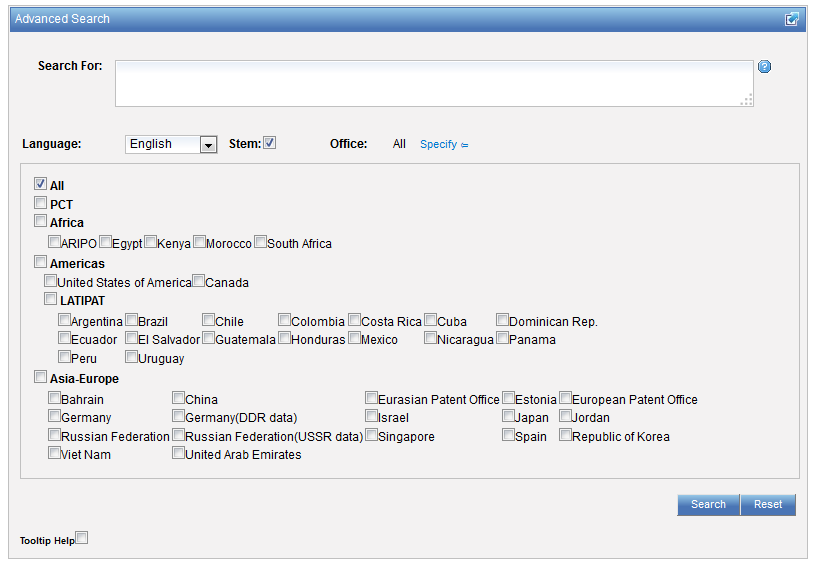 Advanced Search
Search For:
Language: English Stem: Office: All Specify
All
PCT
Africa
ARIPO Egypt Kenya Morocco South Africa
Americas
United States of America Canada
LATIPAT
Argentina Brazil Chile Colombia Costa Rica Cuba Dominican Rep.
Ecuador El Salvador Guatemala Honduras Mexico Nicaragua Panama
Peru Uruguay
Asia-Europe
Bahrain China Eurasian Patent Office Estonia European Patent Office
Germany Germany(DDR data) Israel Japan Jordan
Russian Federation Russian Federation(USSR data) Singapore Spain Republic of Korea
Viet Nam United Arab Emirates
Search Reset
Tooltip Help